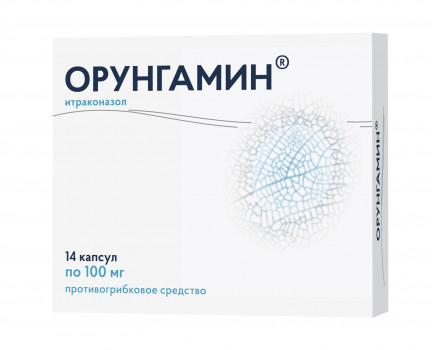 ОРУНГАМИН®
итраконазол
14 капсул
по 100 мг
противогрибковое средство
ОРУНГАМИН®